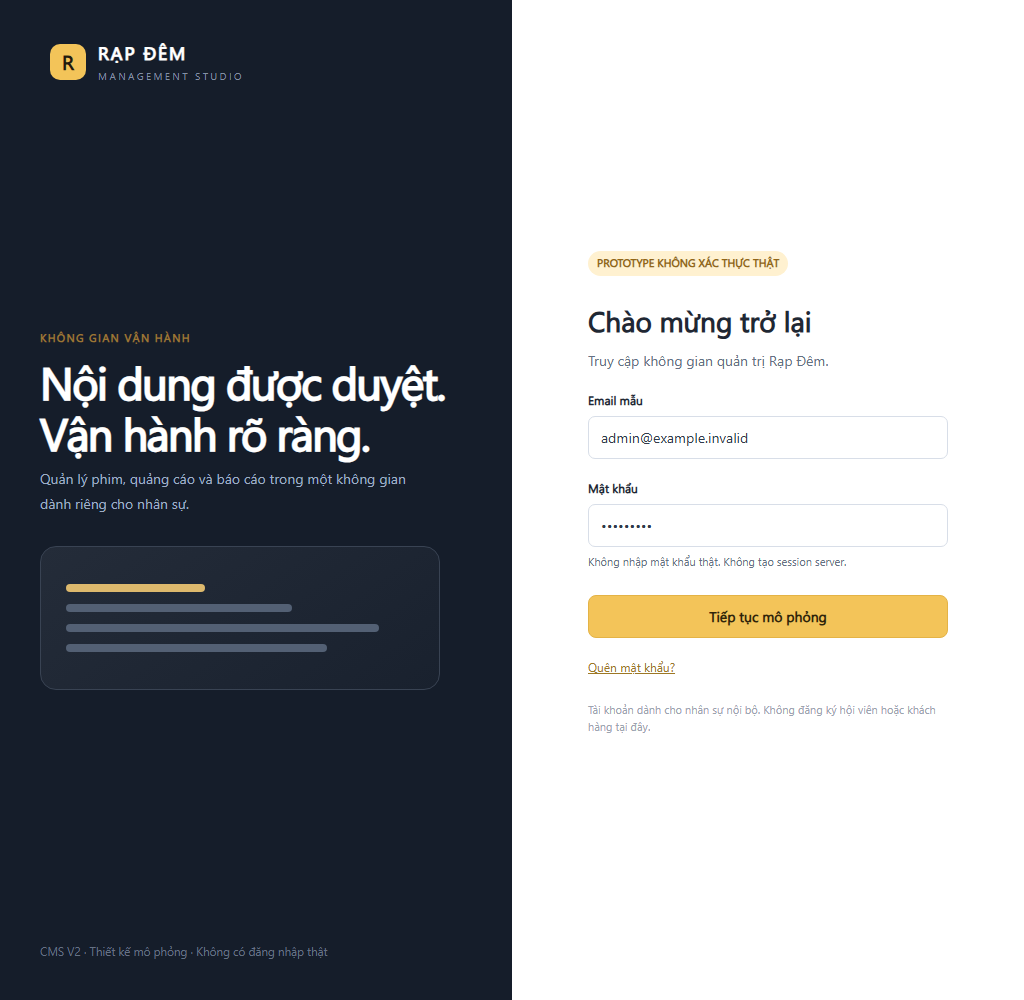 R
RẠP ĐÊM
MANAGEMENT STUDIO
KHÔNG GIAN VẬN HÀNH
Nội dung được duyệt.
Vận hành rõ ràng.
Quản lý phim, quảng cáo và báo cáo trong một không gian
dành riêng cho nhân sự.
CMS V2 · Thiết kế mô phỏng · Không có đăng nhập thật
PROTOTYPE KHÔNG XÁC THỰC THẬT
Chào mừng trở lại
Truy cập không gian quản trị Rạp Đêm.
Email mẫu
admin@example.invalid
Mật khẩu
•••••••••
Không nhập mật khẩu thật. Không tạo session server.
Tiếp tục mô phỏng
Quên mật khẩu?
Tài khoản dành cho nhân sự nội bộ. Không đăng ký hội viên hoặc khách
hàng tại đây.